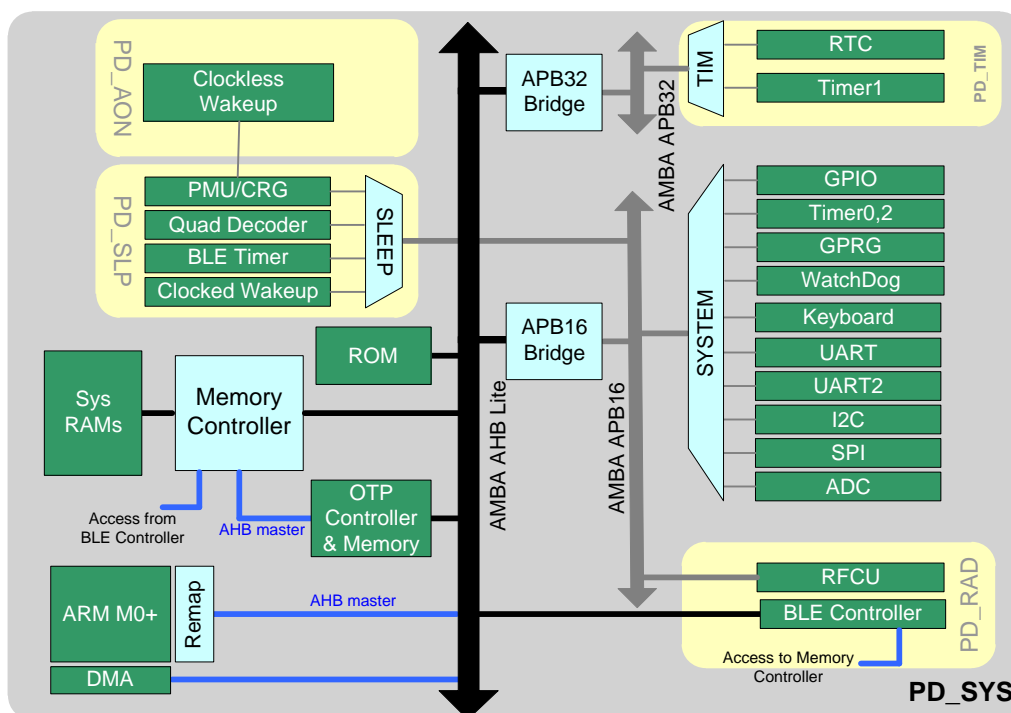 PD_AON
Clockless
Wakeup
PD_SLP
PMU/CRG
Quad Decoder
BLE Timer
Clocked Wakeup
SLEEP
ROM
Sys
RAMs
Memory
Controller
Access from
BLE Controller
AHB master
OTP
Controller
& Memory
ARM M0+
Remap
AHB master
DMA
AMBA AHB Lite
APB32
Bridge
AMBA APB32
TIM
RTC
Timer1
PD_TIM
APB16
Bridge
AMBA APB16
SYSTEM
GPIO
Timer0,2
GPRG
WatchDog
Keyboard
UART
UART2
I2C
SPI
ADC
RFCU
BLE Controller
PD_RAD
Access to Memory
Controller
PD_SYS